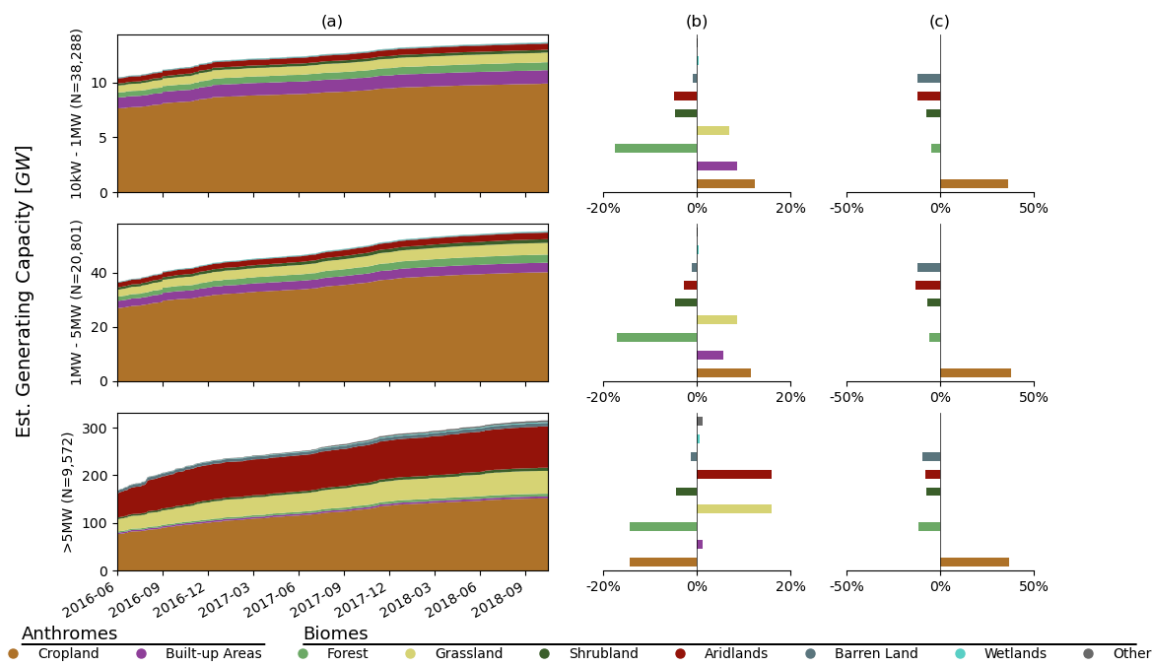 (a) (b) (c)
Est. Generating Capacity [GW]
10kW - 1MW (N=38,288)
10
5
0
-20% 0% 20%
-50% 0% 50%
1MW - 5MW (N=20,801)
40
20
0
-20% 0% 20%
-50% 0% 50%
>5MW (N=9,572)
300
200
100
0
-20% 0% 20%
-50% 0% 50%
2016-06 2016-09 2016-12 2017-03 2017-06 2017-09 2017-12 2018-03 2018-06 2018-09
Anthromes Biomes
Cropland Built-up Areas Forest Grassland Shrubland Aridlands Barren Land Wetlands Other